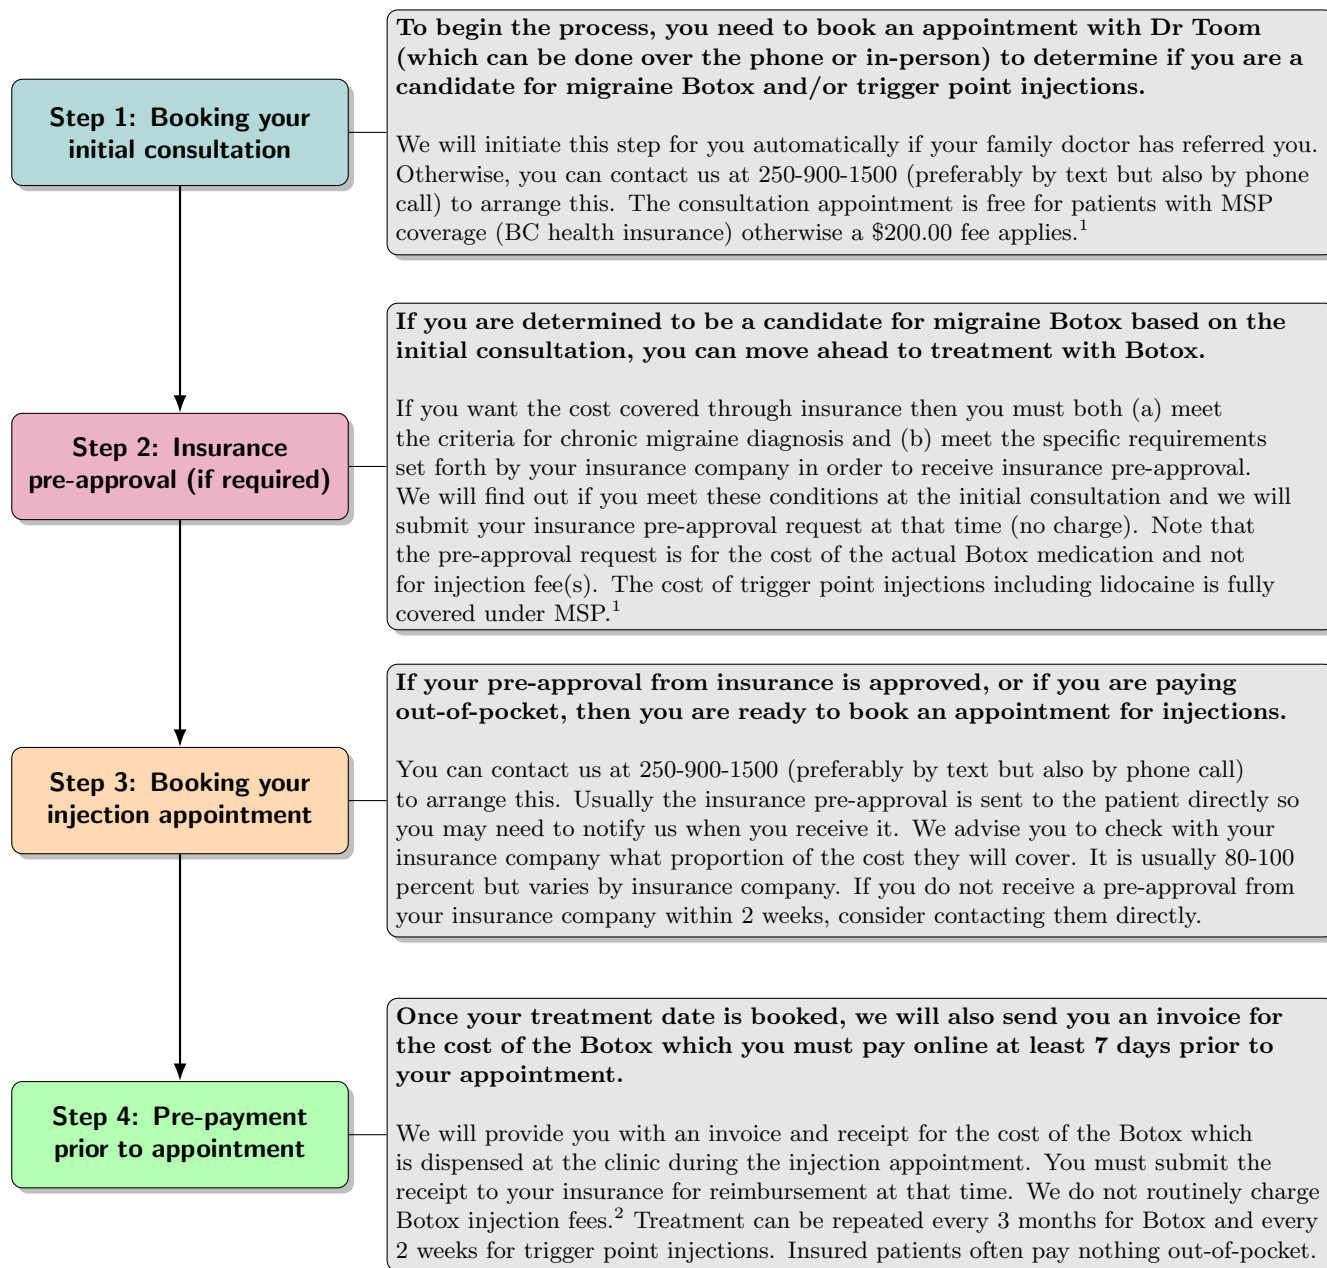 Step 1: Booking your
initial consultation
To begin the process, you need to book an appointment with Dr Toom
(which can be done over the phone or in-person) to determine if you are a
candidate for migraine Botox and/or trigger point injections.
We will initiate this step for you automatically if your family doctor has referred you.
Otherwise, you can contact us at 250-900-1500 (preferably by text but also by phone
call) to arrange this. The consultation appointment is free for patients with MSP
coverage (BC health insurance) otherwise a $200.00 fee applies.¹
Step 2: Insurance
pre-approval (if required)
If you are determined to be a candidate for migraine Botox based on the
initial consultation, you can move ahead to treatment with Botox.
If you want the cost covered through insurance then you must both (a) meet
the criteria for chronic migraine diagnosis and (b) meet the specific requirements
set forth by your insurance company in order to receive insurance pre-approval.
We will find out if you meet these conditions at the initial consultation and we will
submit your insurance pre-approval request at that time (no charge). Note that
the pre-approval request is for the cost of the actual Botox medication and not
for injection fee(s). The cost of trigger point injections including lidocaine is fully
covered under MSP.¹
Step 3: Booking your
injection appointment
If your pre-approval from insurance is approved, or if you are paying
out-of-pocket, then you are ready to book an appointment for injections.
You can contact us at 250-900-1500 (preferably by text but also by phone call)
to arrange this. Usually the insurance pre-approval is sent to the patient directly so
you may need to notify us when you receive it. We advise you to check with your
insurance company what proportion of the cost they will cover. It is usually 80-100
percent but varies by insurance company. If you do not receive a pre-approval from
your insurance company within 2 weeks, consider contacting them directly.
Step 4: Pre-payment
prior to appointment
Once your treatment date is booked, we will also send you an invoice for
the cost of the Botox which you must pay online at least 7 days prior to
your appointment.
We will provide you with an invoice and receipt for the cost of the Botox which
is dispensed at the clinic during the injection appointment. You must submit the
receipt to your insurance for reimbursement at that time. We do not routinely charge
Botox injection fees.² Treatment can be repeated every 3 months for Botox and every
2 weeks for trigger point injections. Insured patients often pay nothing out-of-pocket.